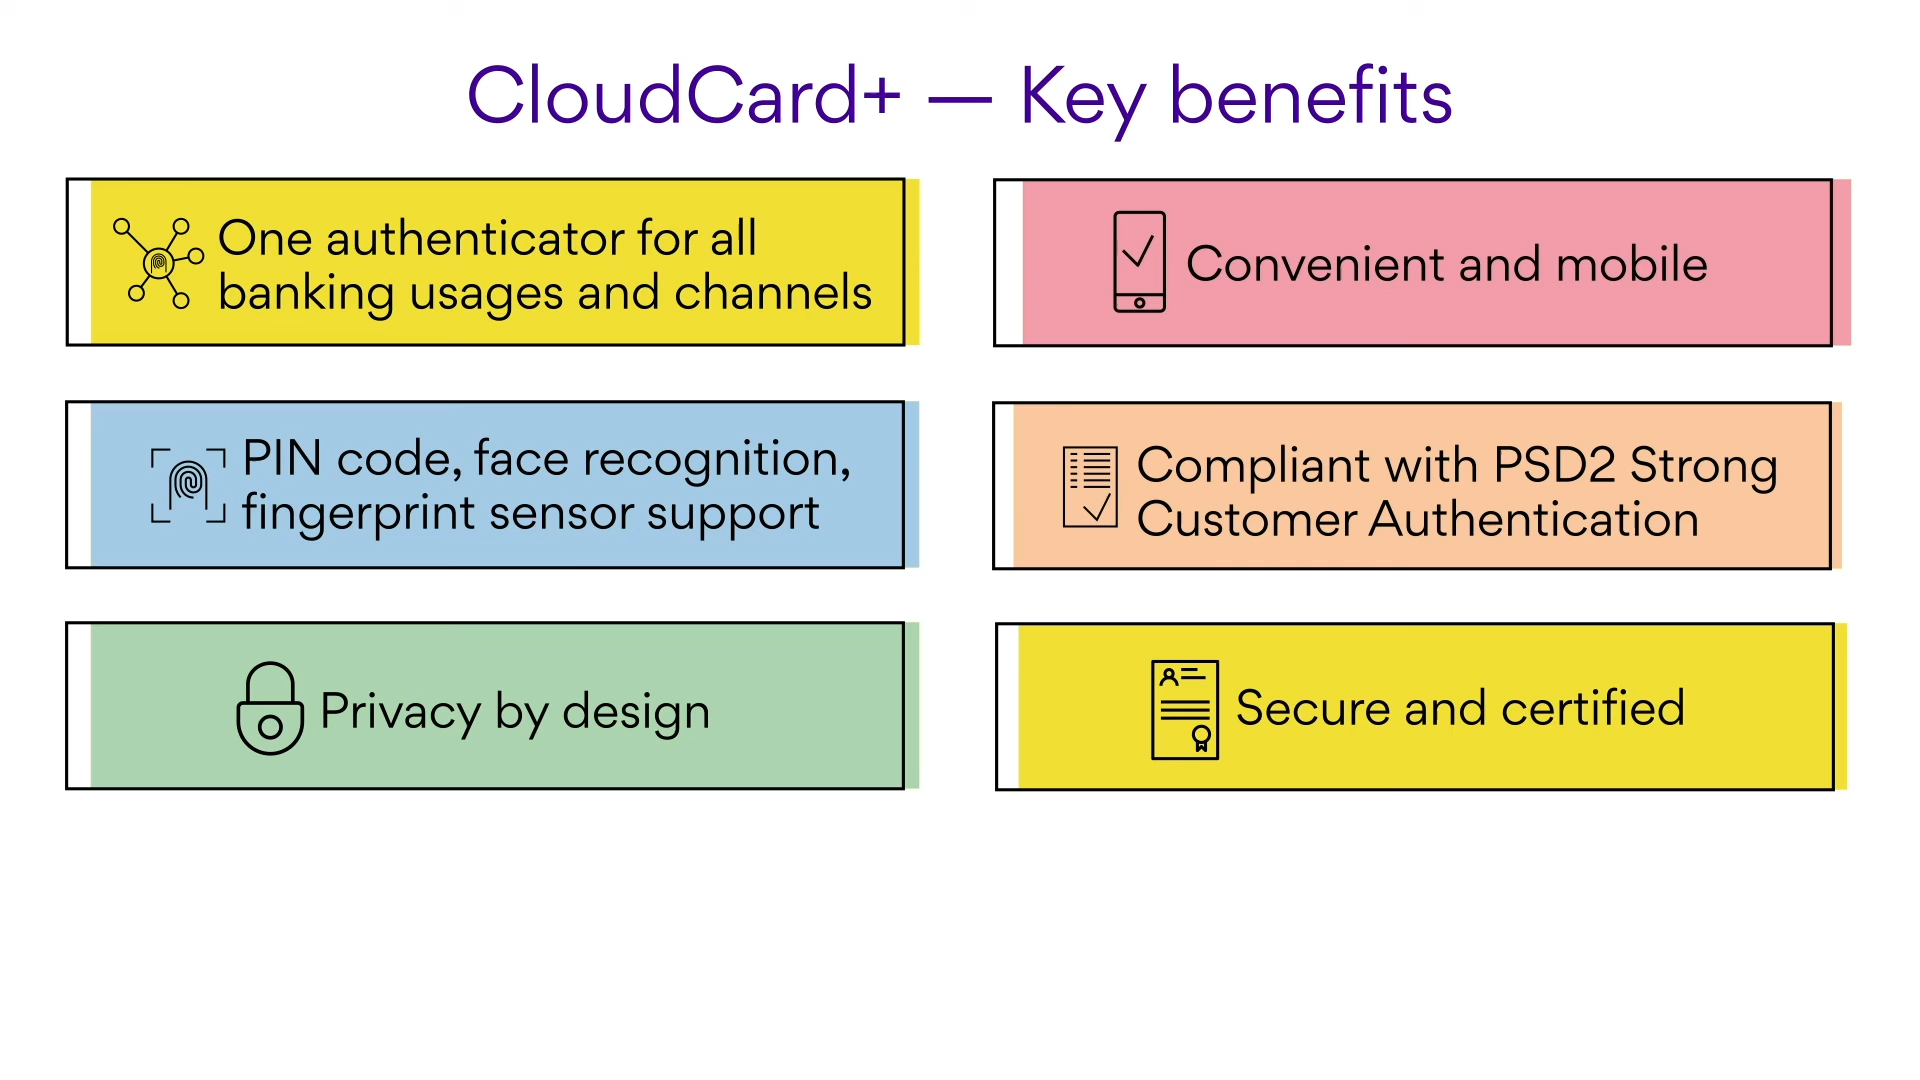 CloudCard+ — Key benefits
One authenticator for all
banking usages and channels
Convenient and mobile
PIN code, face recognition,
fingerprint sensor support
Compliant with PSD2 Strong
Customer Authentication
Privacy by design
Secure and certified